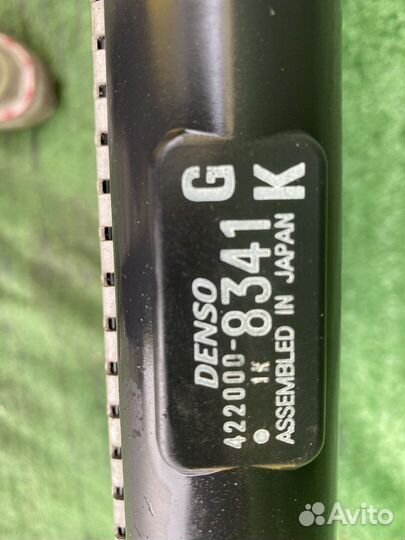 DENSO G
422000-8341
1K K
ASSEMBLED IN JAPAN
Avito